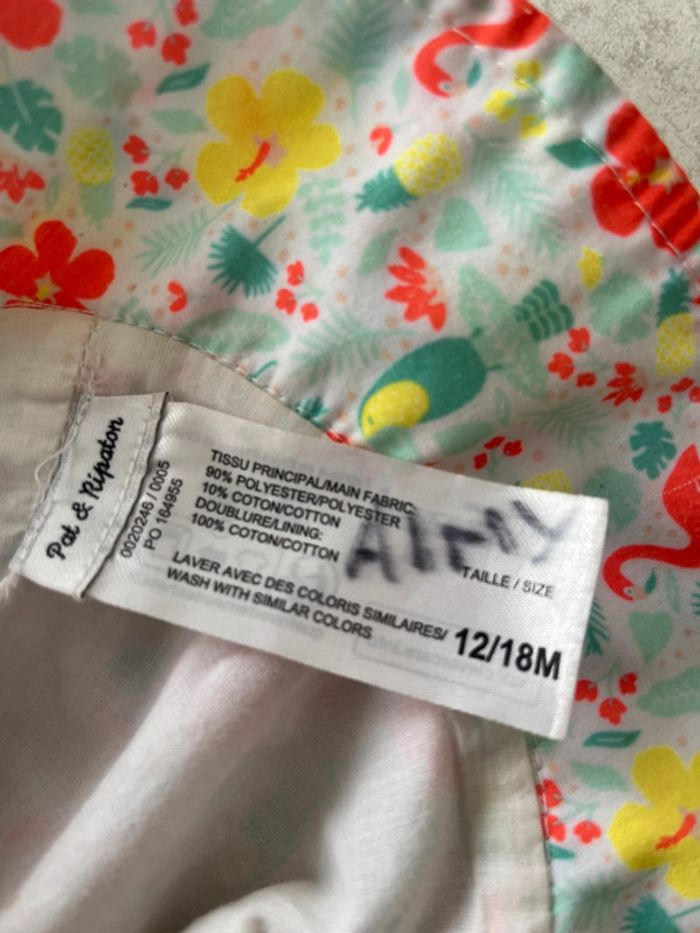 Pat & Ripaton
0020246 / 0005
PO 164955
TISSU PRINCIPAL/MAIN FABRIC:
90% POLYESTER/POLYESTER
10% COTON/COTTON
DOUBLURE/LINING:
100% COTON/COTTON
AIMY
TAILLE / SIZE
LAVER AVEC DES COLORIS SIMILAIRES/
WASH WITH SIMILAR COLORS
12/18M